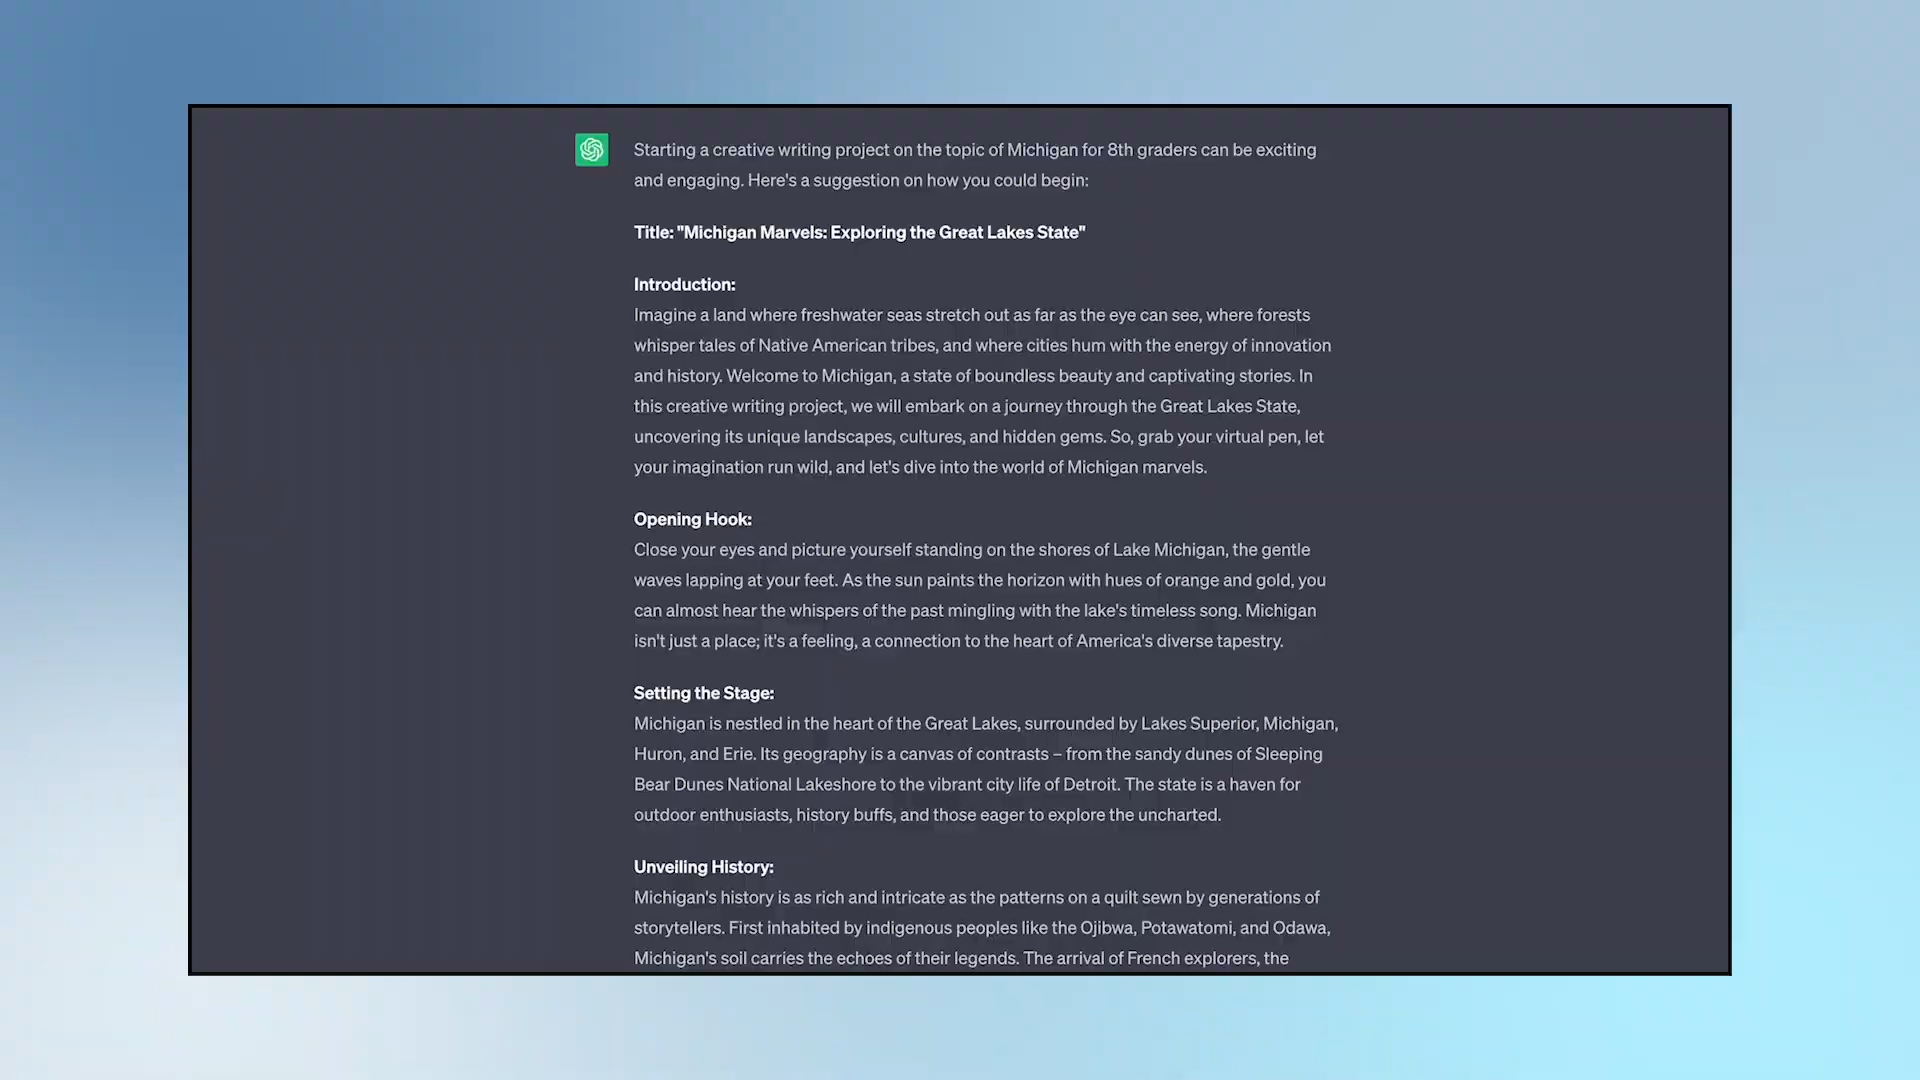 Starting a creative writing project on the topic of Michigan for 8th graders can be exciting
and engaging. Here's a suggestion on how you could begin:
Title: "Michigan Marvels: Exploring the Great Lakes State"
Introduction:
Imagine a land where freshwater seas stretch out as far as the eye can see, where forests
whisper tales of Native American tribes, and where cities hum with the energy of innovation
and history. Welcome to Michigan, a state of boundless beauty and captivating stories. In
this creative writing project, we will embark on a journey through the Great Lakes State,
uncovering its unique landscapes, cultures, and hidden gems. So, grab your virtual pen, let
your imagination run wild, and let's dive into the world of Michigan marvels.
Opening Hook:
Close your eyes and picture yourself standing on the shores of Lake Michigan, the gentle
waves lapping at your feet. As the sun paints the horizon with hues of orange and gold, you
can almost hear the whispers of the past mingling with the lake's timeless song. Michigan
isn't just a place; it's a feeling, a connection to the heart of America's diverse tapestry.
Setting the Stage:
Michigan is nestled in the heart of the Great Lakes, surrounded by Lakes Superior, Michigan,
Huron, and Erie. Its geography is a canvas of contrasts – from the sandy dunes of Sleeping
Bear Dunes National Lakeshore to the vibrant city life of Detroit. The state is a haven for
outdoor enthusiasts, history buffs, and those eager to explore the uncharted.
Unveiling History:
Michigan's history is as rich and intricate as the patterns on a quilt sewn by generations of
storytellers. First inhabited by indigenous peoples like the Ojibwa, Potawatomi, and Odawa,
Michigan's soil carries the echoes of their legends. The arrival of French explorers, the